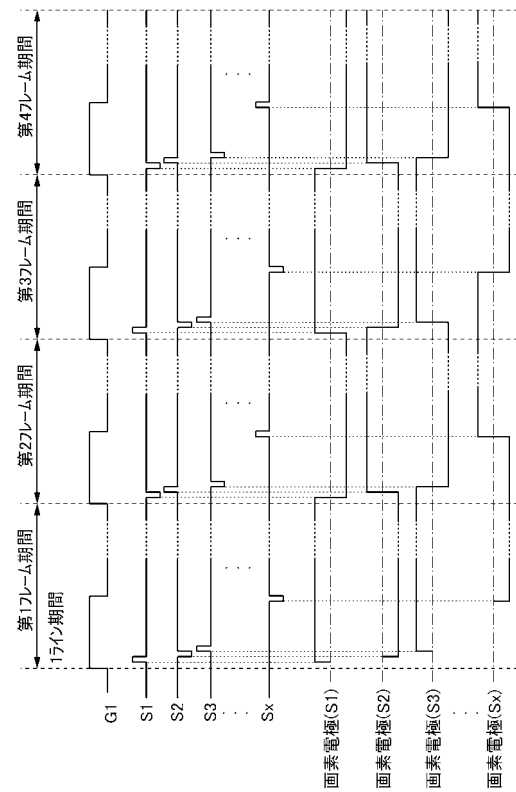 第1フレーム期間
第2フレーム期間
第3フレーム期間
第4フレーム期間
1ライン期間
G1
S1
S2
S3
Sx
画素電極(S1)
画素電極(S2)
画素電極(S3)
画素電極(Sx)